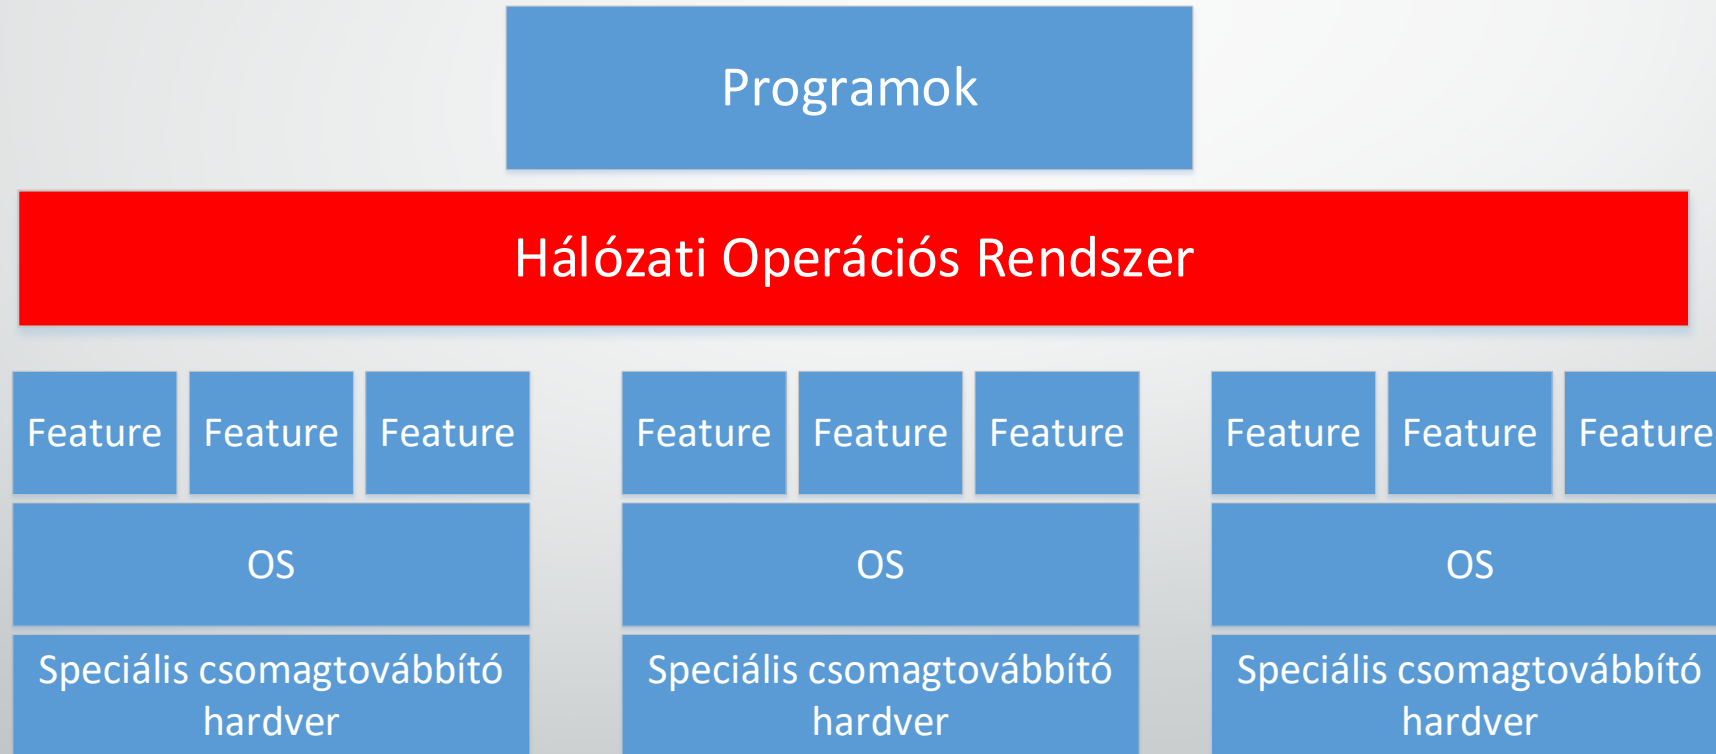 Programok
Hálózati Operációs Rendszer
Feature Feature Feature Feature Feature Feature Feature Feature Feature
OS OS OS
Speciális csomagtovábbító Speciális csomagtovábbító Speciális csomagtovábbító
hardver hardver hardver